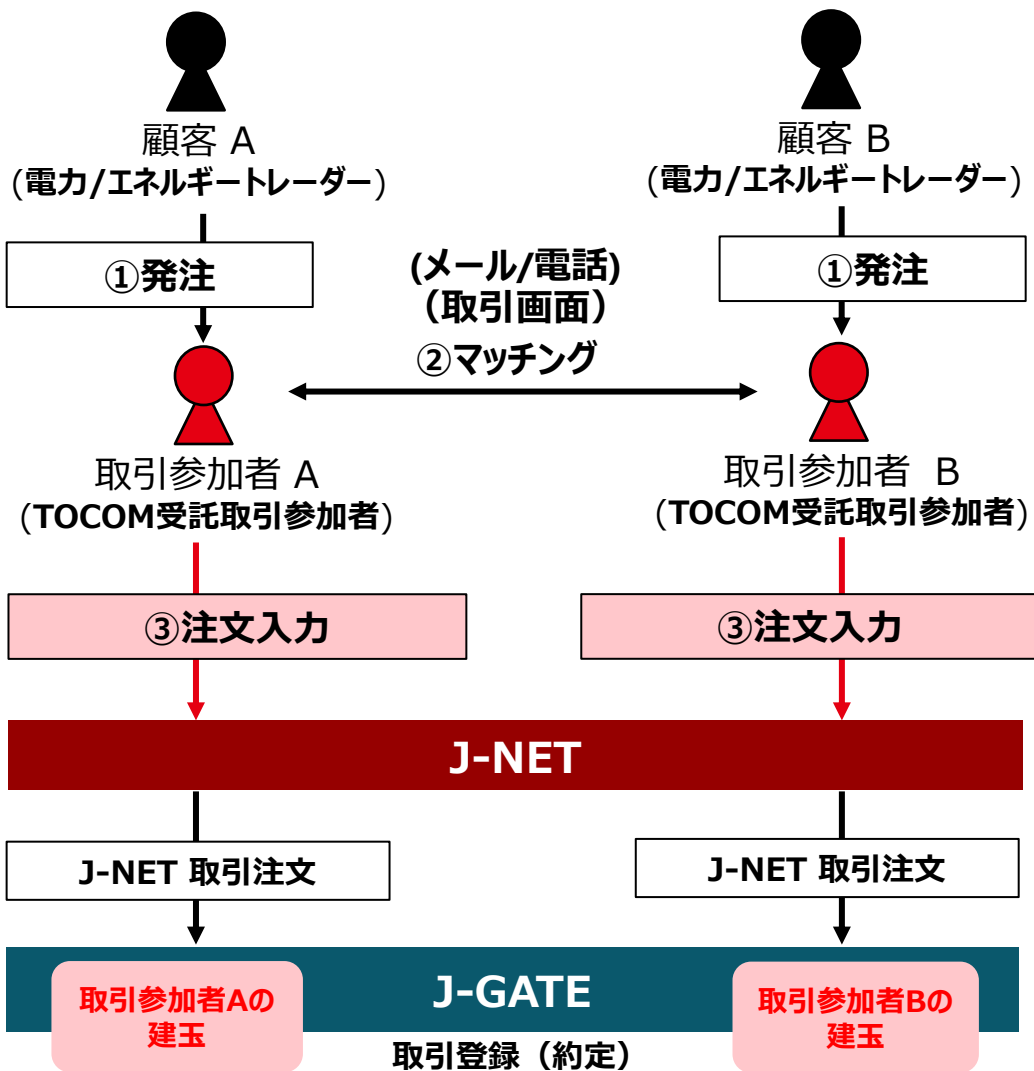 顧客 A
(電力/エネルギートレーダー)
顧客 B
(電力/エネルギートレーダー)
①発注
(メール/電話)
（取引画面）
①発注
②マッチング
取引参加者 A
(TOCOM受託取引参加者)
取引参加者 B
(TOCOM受託取引参加者)
③注文入力
③注文入力
J-NET
J-NET 取引注文
J-NET 取引注文
J-GATE
取引参加者Aの
建玉
取引参加者Bの
建玉
取引登録（約定）